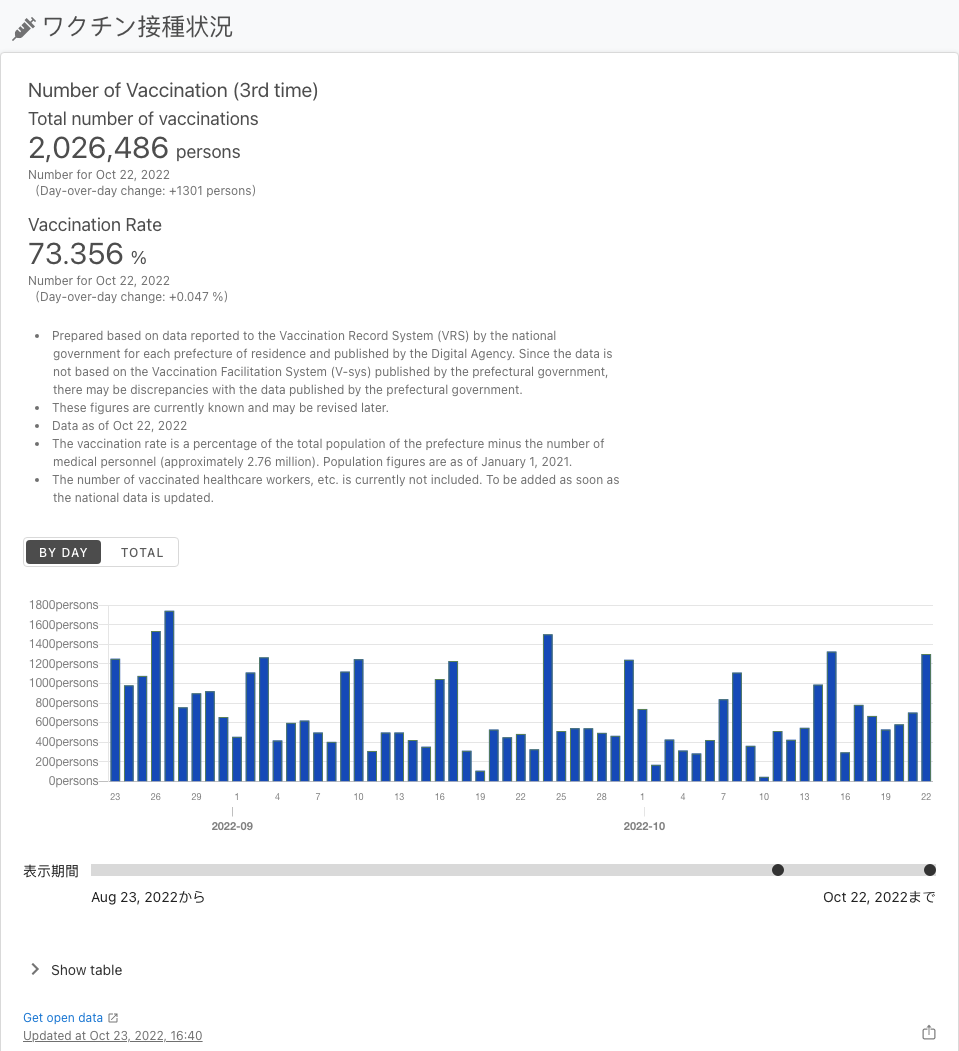 ワクチン接種状況
Number of Vaccination (3rd time)
Total number of vaccinations
2,026,486 persons
Number for Oct 22, 2022
(Day-over-day change: +1301 persons)
Vaccination Rate
73.356 %
Number for Oct 22, 2022
(Day-over-day change: +0.047 %)
• Prepared based on data reported to the Vaccination Record System (VRS) by the national
government for each prefecture of residence and published by the Digital Agency. Since the data is
not based on the Vaccination Facilitation System (V-sys) published by the prefectural government,
there may be discrepancies with the data published by the prefectural government.
• These figures are currently known and may be revised later.
• Data as of Oct 22, 2022
• The vaccination rate is a percentage of the total population of the prefecture minus the number of
medical personnel (approximately 2.76 million). Population figures are as of January 1, 2021.
• The number of vaccinated healthcare workers, etc. is currently not included. To be added as soon as
the national data is updated.
BY DAY TOTAL
1800persons
1600persons
1400persons
1200persons
1000persons
800persons
600persons
400persons
200persons
0persons
23 26 29 1 4 7 10 13 16 19 22 25 28 1 4 7 10 13 16 19 22
2022-09 2022-10
表示期間
Aug 23, 2022から Oct 22, 2022まで
Show table
Get open data
Updated at Oct 23, 2022, 16:40